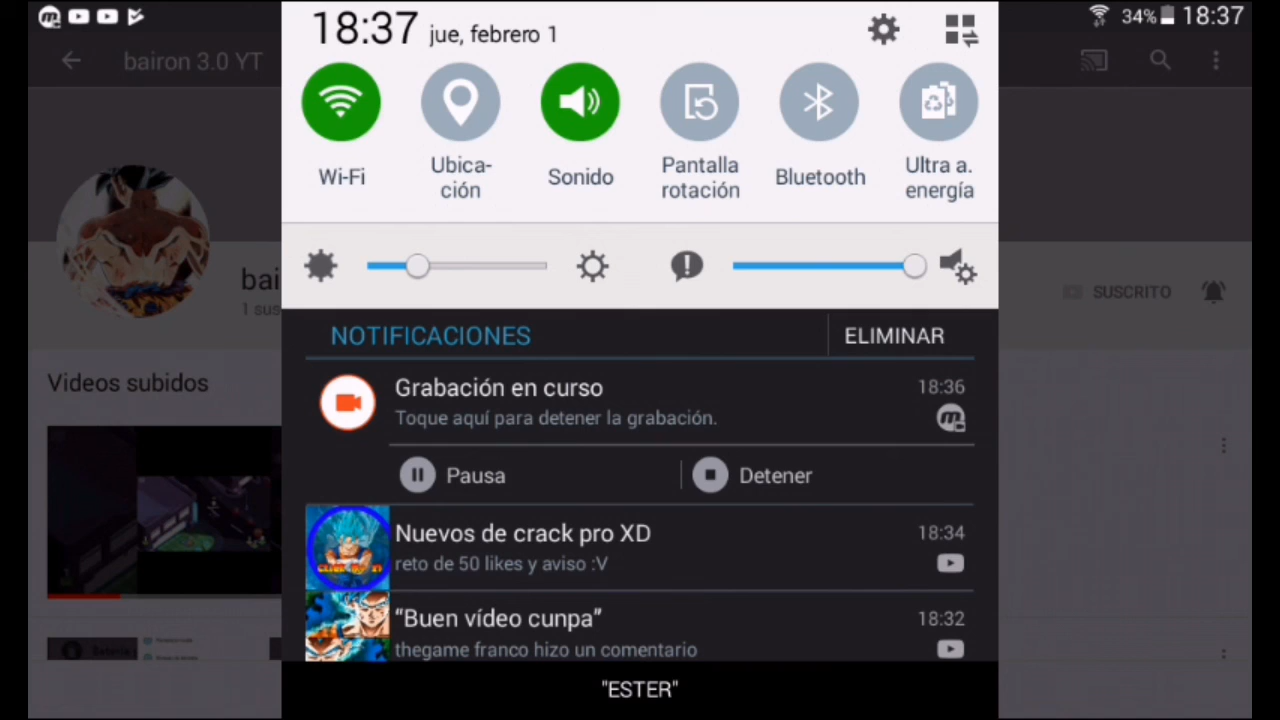 18:37 jue, febrero 1
34% 18:37
bairon 3.0 YT
Wi-Fi
Ubica-
ción
Sonido
Pantalla
rotación
Bluetooth
Ultra a.
energía
bai
1 sus
SUSCRITO
NOTIFICACIONES
ELIMINAR
Videos subidos
Grabación en curso
18:36
Toque aquí para detener la grabación.
Pausa
Detener
Nuevos de crack pro XD
18:34
reto de 50 likes y aviso :V
"Buen vídeo cunpa"
18:32
thegame franco hizo un comentario
"ESTER"